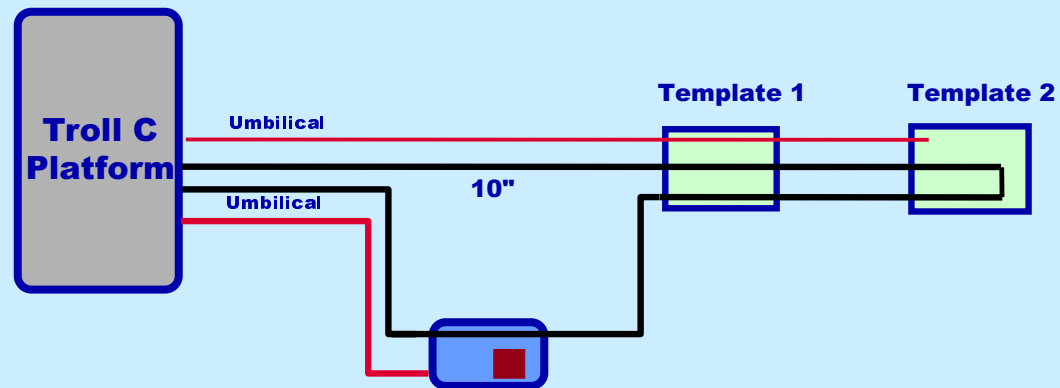 Template 1
Template 2
Umbilical
Troll C
Platform
10"
Umbilical